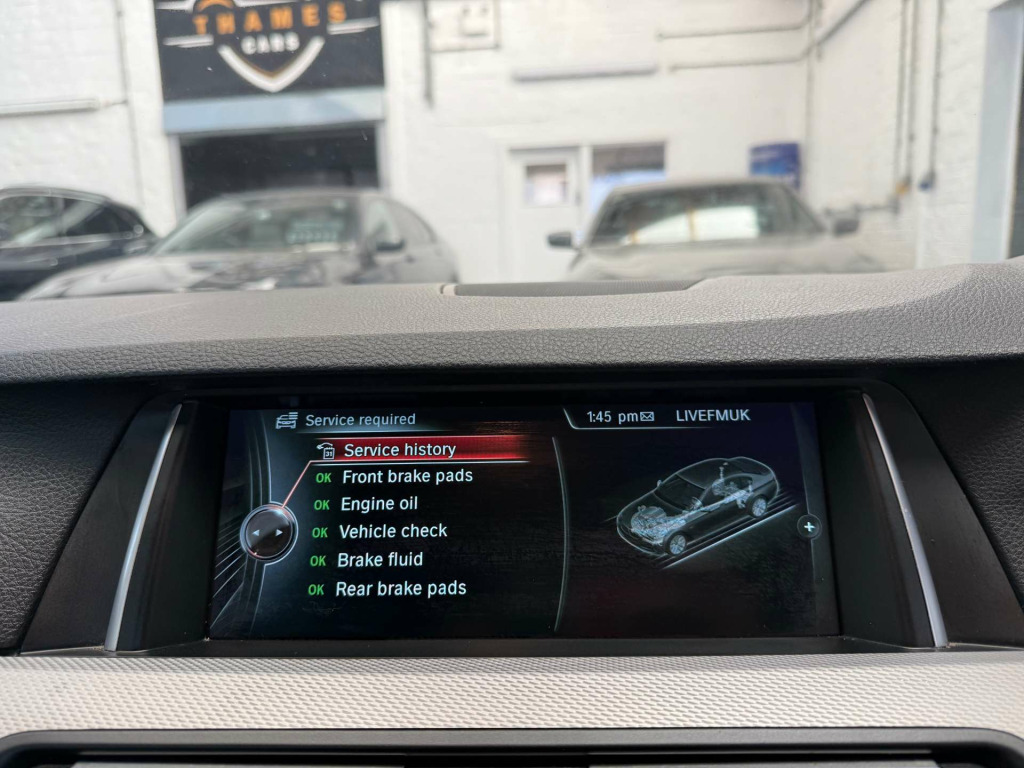 THAMES
CARS
Service required
1:45 pm
LIVEFMUK
Service history
31
OK Front brake pads
OK Engine oil
OK Vehicle check
OK Brake fluid
OK Rear brake pads